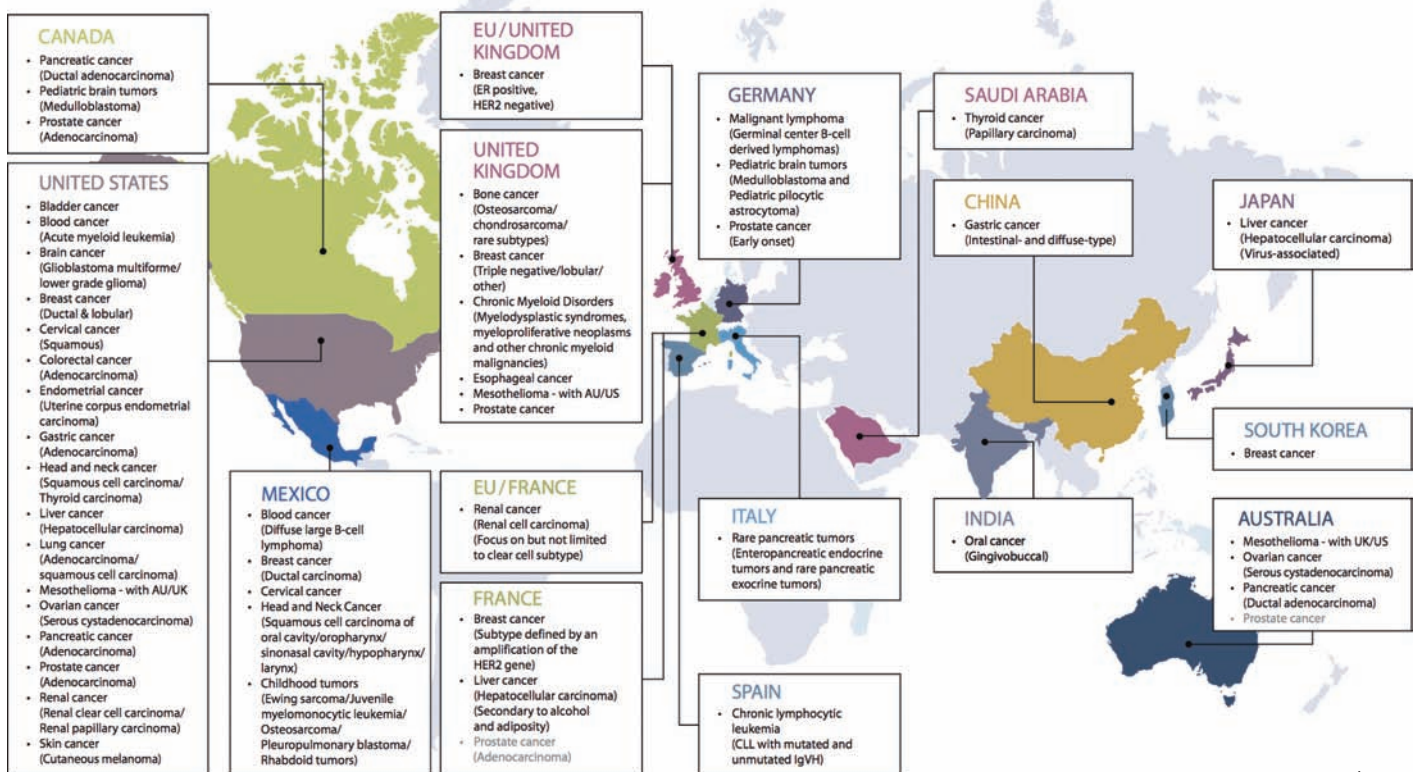 CANADA
• Pancreatic cancer
(Ductal adenocarcinoma)
• Pediatric brain tumors
(Medulloblastoma)
• Prostate cancer
(Adenocarcinoma)
UNITED STATES
• Bladder cancer
• Blood cancer
(Acute myeloid leukemia)
• Brain cancer
(Glioblastoma multiforme/
lower grade glioma)
• Breast cancer
(Ductal & lobular)
• Cervical cancer
(Squamous)
• Colorectal cancer
(Adenocarcinoma)
• Endometrial cancer
(Uterine corpus endometrial
carcinoma)
• Gastric cancer
(Adenocarcinoma)
• Head and neck cancer
(Squamous cell carcinoma/
Thyroid carcinoma)
• Liver cancer
(Hepatocellular carcinoma)
• Lung cancer
(Adenocarcinoma/
squamous cell carcinoma)
• Mesothelioma - with AU/UK
• Ovarian cancer
(Serous cystadenocarcinoma)
• Pancreatic cancer
(Adenocarcinoma)
• Prostate cancer
(Adenocarcinoma)
• Renal cancer
(Renal clear cell carcinoma/
Renal papillary carcinoma)
• Skin cancer
(Cutaneous melanoma)
MEXICO
• Blood cancer
(Diffuse large B-cell
lymphoma)
• Breast cancer
(Ductal carcinoma)
• Cervical cancer
• Head and Neck Cancer
(Squamous cell carcinoma of
oral cavity/oropharynx/
sinonasal cavity/hypopharynx/
larynx)
• Childhood tumors
(Ewing sarcoma/Juvenile
myelomonocytic leukemia/
Osteosarcoma/
Pleuropulmonary blastoma/
Rhabdoid tumors)
EU/UNITED
KINGDOM
• Breast cancer
(ER positive,
HER2 negative)
UNITED
KINGDOM
• Bone cancer
(Osteosarcoma/
chondrosarcoma/
rare subtypes)
• Breast cancer
(Triple negative/lobular/
other)
• Chronic Myeloid Disorders
(Myelodysplastic syndromes,
myeloproliferative neoplasms
and other chronic myeloid
malignancies)
• Esophageal cancer
• Mesothelioma - with AU/US
• Prostate cancer
EU/FRANCE
• Renal cancer
(Renal cell carcinoma)
(Focus on but not limited
to clear cell subtype)
FRANCE
• Breast cancer
(Subtype defined by an
amplification of the
HER2 gene)
• Liver cancer
(Hepatocellular carcinoma)
(Secondary to alcohol
and adiposity)
• Prostate cancer
(Adenocarcinoma)
GERMANY
• Malignant lymphoma
(Germinal center B-cell
derived lymphomas)
• Pediatric brain tumors
(Medulloblastoma and
Pediatric pilocytic
astrocytoma)
• Prostate cancer
(Early onset)
ITALY
• Rare pancreatic tumors
(Enteropancreatic endocrine
tumors and rare pancreatic
exocrine tumors)
SPAIN
• Chronic lymphocytic
leukemia
(CLL with mutated and
unmutated IgVH)
SAUDI ARABIA
• Thyroid cancer
(Papillary carcinoma)
CHINA
• Gastric cancer
(Intestinal- and diffuse-type)
INDIA
• Oral cancer
(Gingivobuccal)
JAPAN
• Liver cancer
(Hepatocellular carcinoma)
(Virus-associated)
SOUTH KOREA
• Breast cancer
AUSTRALIA
• Mesothelioma - with UK/US
• Ovarian cancer
(Serous cystadenocarcinoma)
• Pancreatic cancer
(Ductal adenocarcinoma)
• Prostate cancer